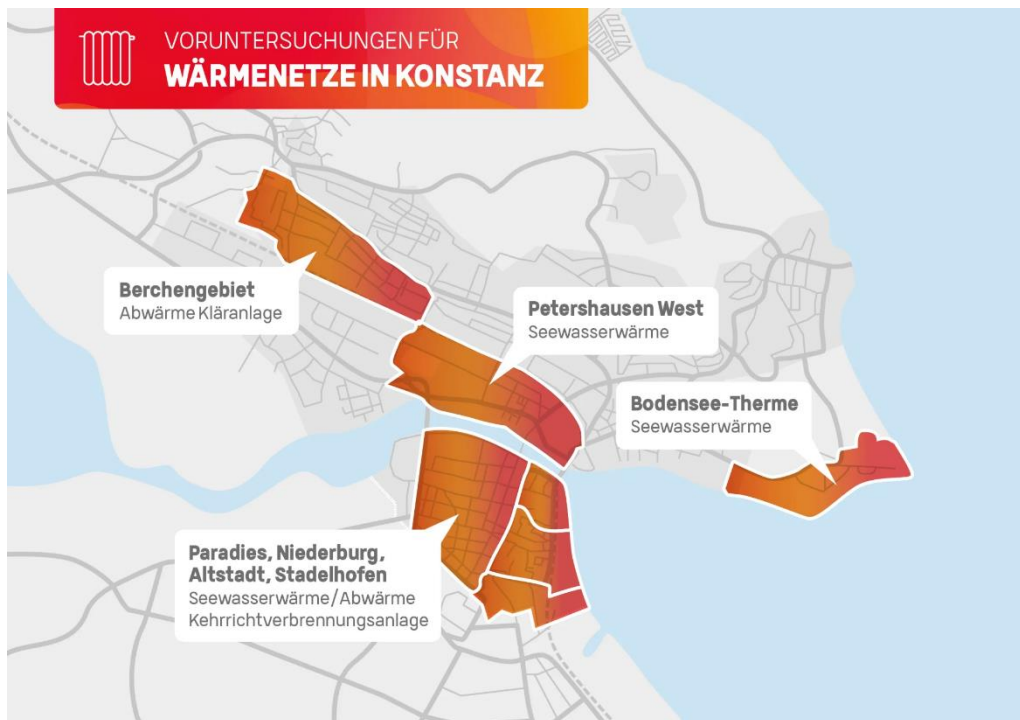 VORUNTERSUCHUNGEN FÜR
WÄRMENETZE IN KONSTANZ
Berchengebiet
Abwärme Kläranlage
Petershausen West
Seewasserwärme
Bodensee-Therme
Seewasserwärme
Paradies, Niederburg,
Altstadt, Stadelhofen
Seewasserwärme/Abwärme
Kehrrichtverbrennungsanlage